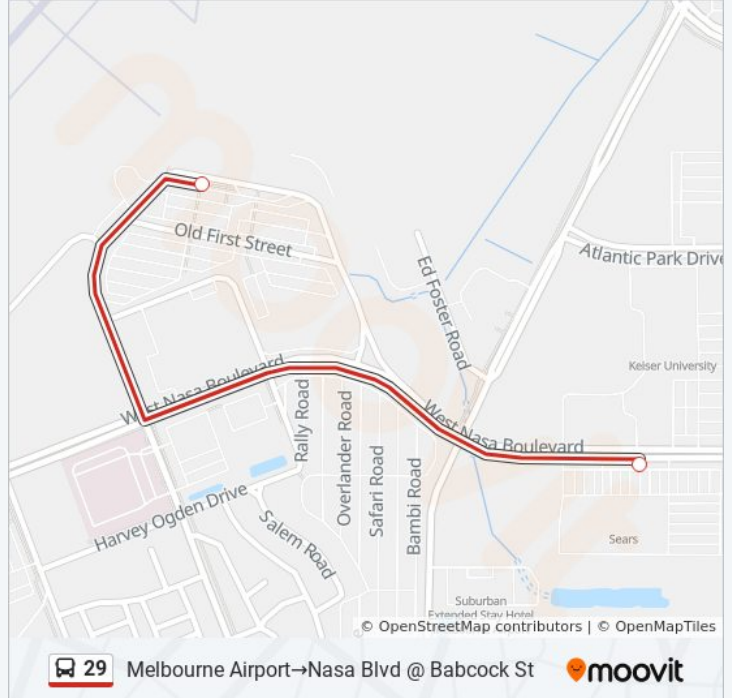 Old First Street
Ed Foster Road
Atlantic Park Drive
Keiser University
West Nasa Boulevard
West Nasa Boulevard
Rally Road
Overlander Road
Safari Road
Bambi Road
Harvey Ogden Drive
Salem Road
Sears
Suburban
Extended Stay Hotel
© OpenStreetMap contributors | © OpenMapTiles
29 Melbourne Airport→Nasa Blvd @ Babcock St moovit